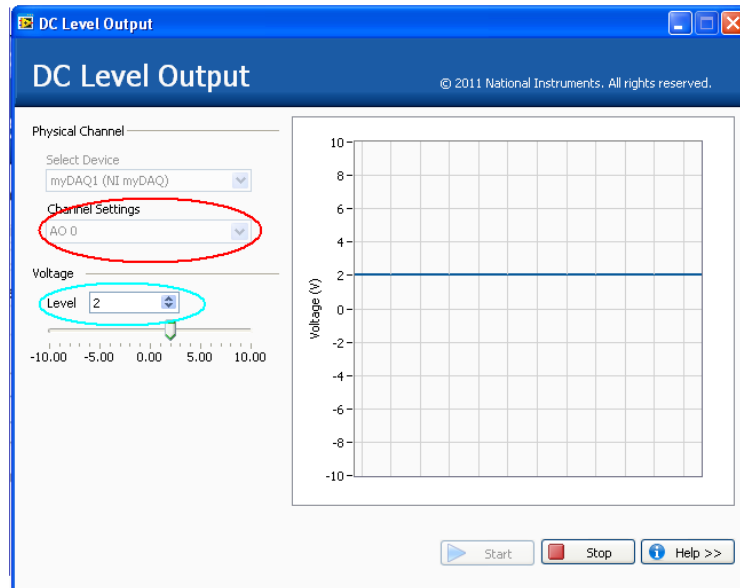 DC Level Output
DC Level Output
© 2011 National Instruments. All rights reserved.
Physical Channel
Select Device
myDAQ1 (NI myDAQ)
Channel Settings
AO 0
Voltage
Level 2
-10.00 -5.00 0.00 5.00 10.00
Voltage (V)
10
8
6
4
2
0
-2
-4
-6
-8
-10
Start Stop Help >>